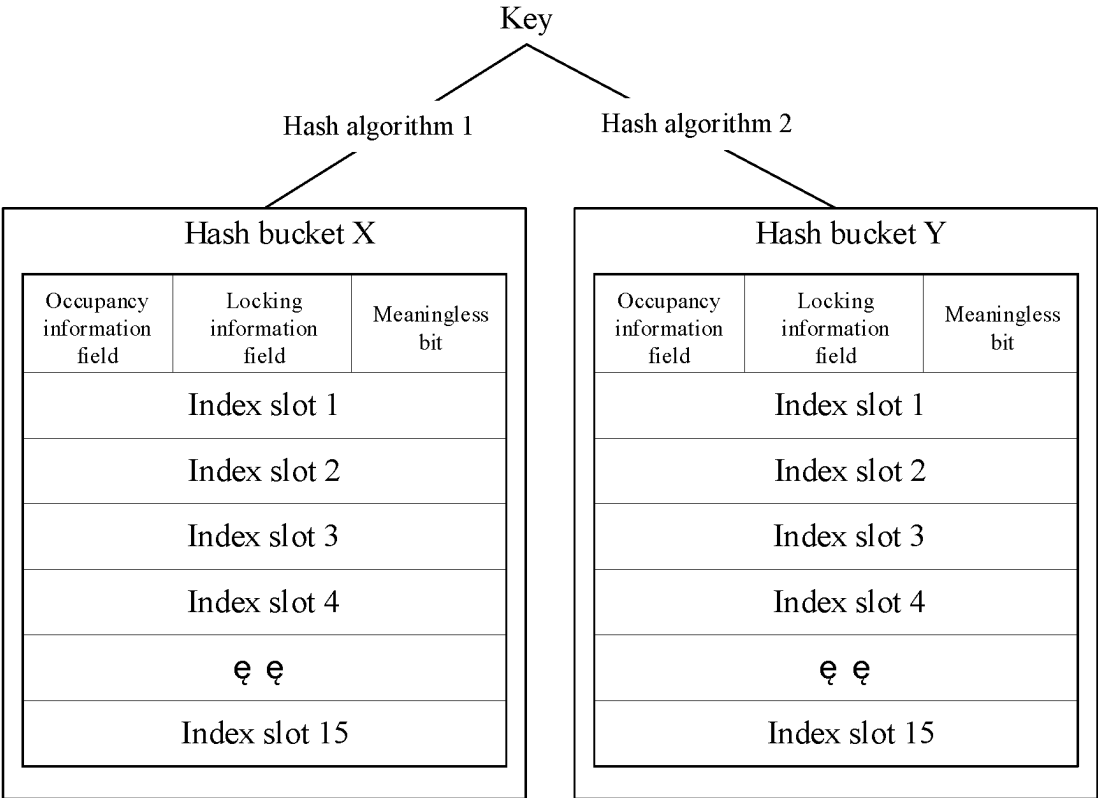 Key
Hash algorithm 1
Hash algorithm 2
Hash bucket X
Occupancy
information
field
Locking
information
field
Meaningless
bit
Index slot 1
Index slot 2
Index slot 3
Index slot 4
ę ę
Index slot 15
Hash bucket Y
Occupancy
information
field
Locking
information
field
Meaningless
bit
Index slot 1
Index slot 2
Index slot 3
Index slot 4
ę ę
Index slot 15